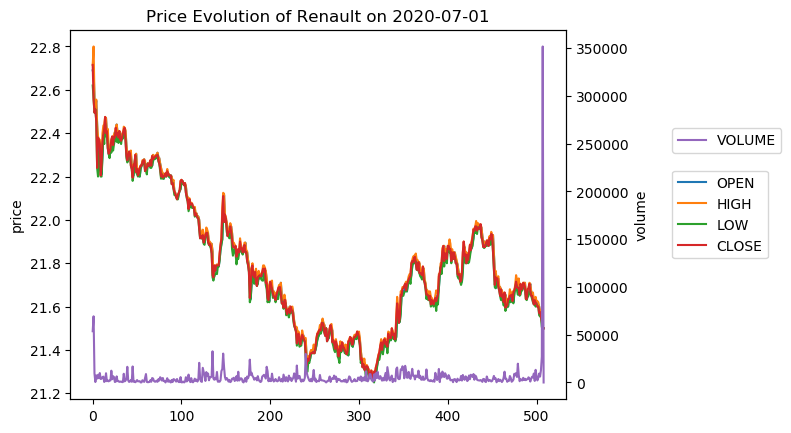 Price Evolution of Renault on 2020-07-01
22.8
22.6
22.4
22.2
22.0
21.8
21.6
21.4
21.2
price
0
100
200
300
400
500
350000
300000
250000
200000
150000
100000
50000
0
volume
VOLUME
OPEN
HIGH
LOW
CLOSE